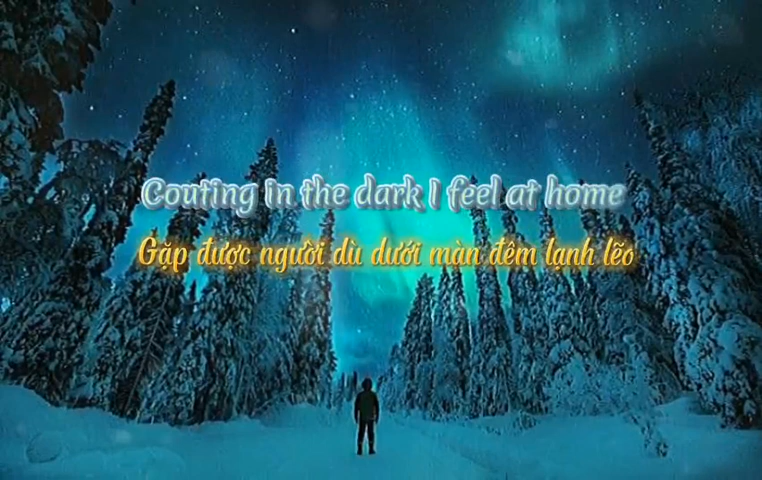 Couting in the dark I feel at home
Gặp được người dù dưới màn đêm lạnh lẽo